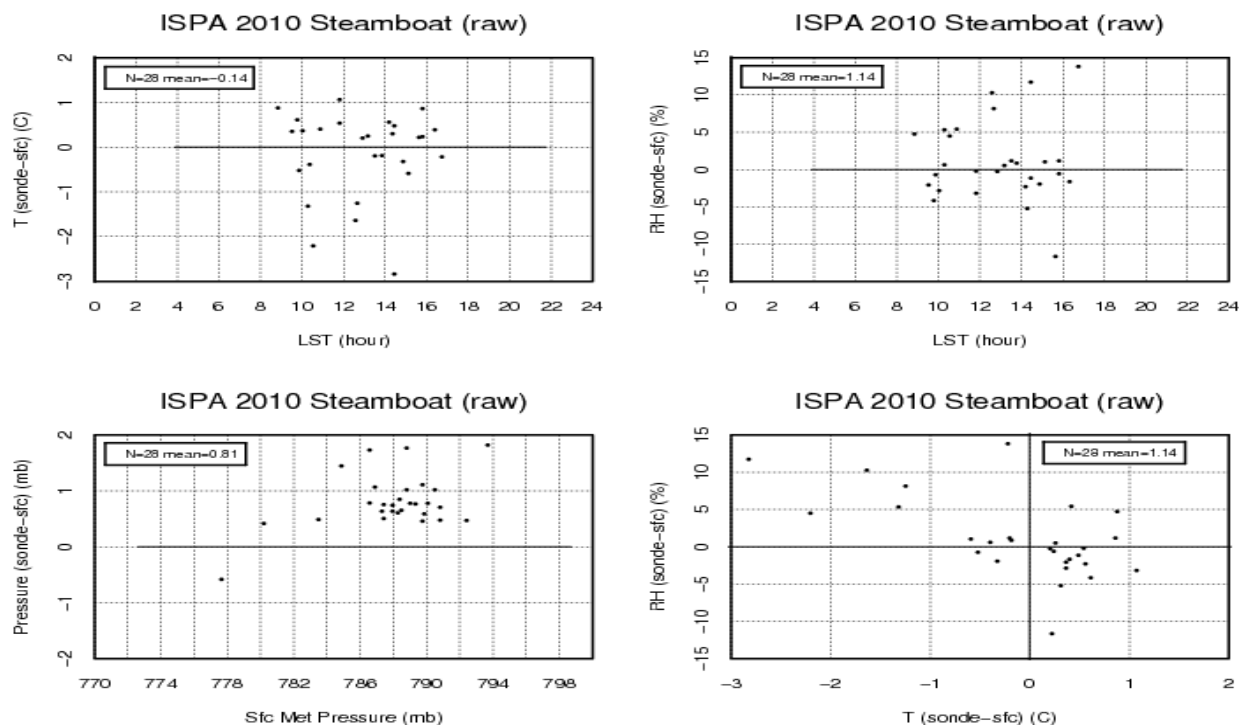 ISPA 2010 Steamboat (raw)
N=28 mean=−0.14
T (sonde−sfc) (C)
2
1
0
−1
−2
−3
0 2 4 6 8 10 12 14 16 18 20 22 24
LST (hour)
ISPA 2010 Steamboat (raw)
N=28 mean=1.14
RH (sonde−sfc) (%)
15
10
5
0
−5
−10
−15
0 2 4 6 8 10 12 14 16 18 20 22 24
LST (hour)
ISPA 2010 Steamboat (raw)
N=28 mean=0.81
Pressure (sonde−sfc) (mb)
2
1
0
−1
−2
770 774 778 782 786 790 794 798
Sfc Met Pressure (mb)
ISPA 2010 Steamboat (raw)
N=28 mean=1.14
RH (sonde−sfc) (%)
15
10
5
0
−5
−10
−15
−3 −2 −1 0 1 2
T (sonde−sfc) (C)